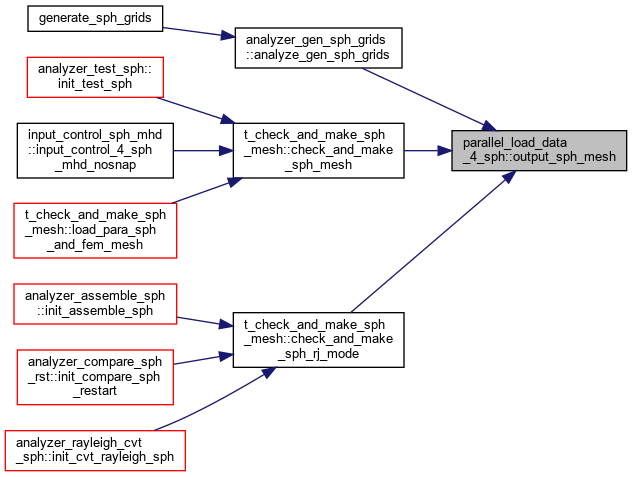 generate_sph_grids
analyzer_gen_sph_grids
::analyze_gen_sph_grids
analyzer_test_sph::
init_test_sph
input_control_sph_mhd
::input_control_4_sph
_mhd_nosnap
t_check_and_make_sph
_mesh::check_and_make
_sph_mesh
parallel_load_data
_4_sph::output_sph_mesh
t_check_and_make_sph
_mesh::load_para_sph
_and_fem_mesh
analyzer_assemble_sph
::init_assemble_sph
t_check_and_make_sph
_mesh::check_and_make
_sph_rj_mode
analyzer_compare_sph
_rst::init_compare_sph
_restart
analyzer_rayleigh_cvt
_sph::init_cvt_rayleigh_sph